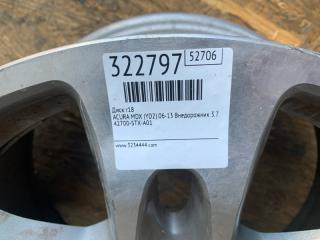 322797
52706
Диск r18
ACURA MDX (YD2) 06-13 Внедорожник 3.7
42700-STX-A01
www.3234444.com